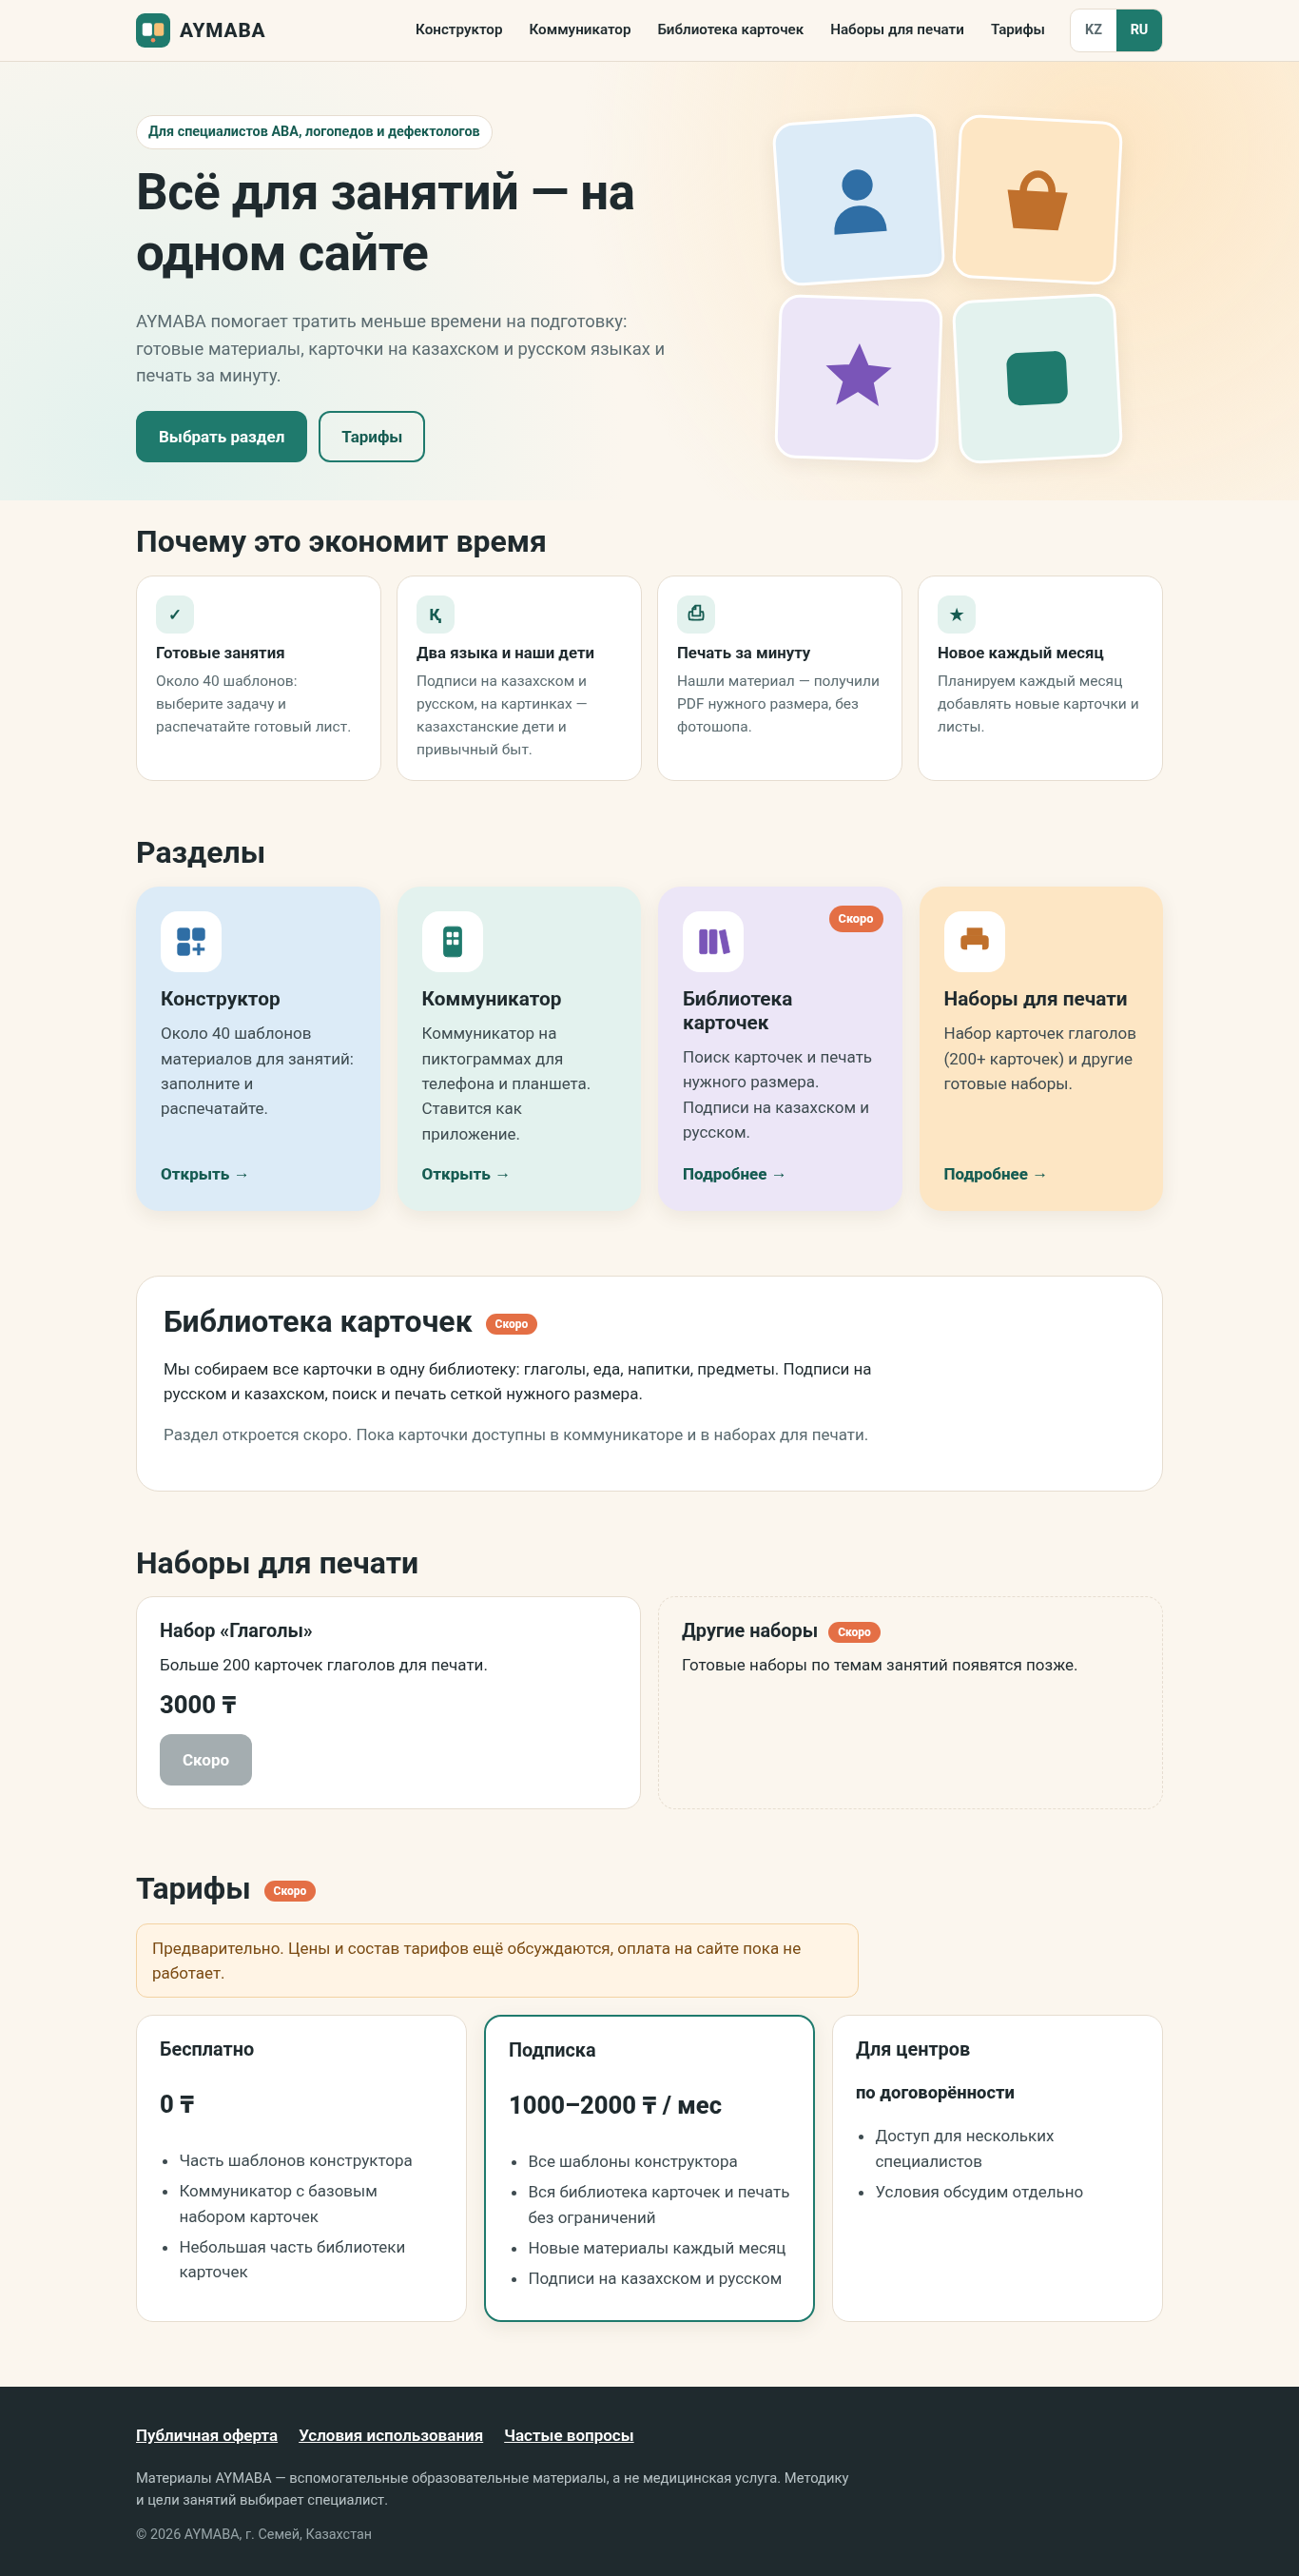 AYMABA
Конструктор Коммуникатор Библиотека карточек Наборы для печати Тарифы KZ RU
Для специалистов ABA, логопедов и дефектологов
Всё для занятий — на
одном сайте
AYMABA помогает тратить меньше времени на подготовку:
готовые материалы, карточки на казахском и русском языках и
печать за минуту.
Выбрать раздел
Тарифы
Почему это экономит время
✓
Готовые занятия
Около 40 шаблонов:
выберите задачу и
распечатайте готовый лист.
Қ
Два языка и наши дети
Подписи на казахском и
русском, на картинках —
казахстанские дети и
привычный быт.
⎙
Печать за минуту
Нашли материал — получили
PDF нужного размера, без
фотошопа.
★
Новое каждый месяц
Планируем каждый месяц
добавлять новые карточки и
листы.
Разделы
Конструктор
Около 40 шаблонов
материалов для занятий:
заполните и
распечатайте.
Открыть →
Коммуникатор
Коммуникатор на
пиктограммах для
телефона и планшета.
Ставится как
приложение.
Открыть →
Скоро
Библиотека
карточек
Поиск карточек и печать
нужного размера.
Подписи на казахском и
русском.
Подробнее →
Наборы для печати
Набор карточек глаголов
(200+ карточек) и другие
готовые наборы.
Подробнее →
Библиотека карточек Скоро
Мы собираем все карточки в одну библиотеку: глаголы, еда, напитки, предметы. Подписи на
русском и казахском, поиск и печать сеткой нужного размера.
Раздел откроется скоро. Пока карточки доступны в коммуникаторе и в наборах для печати.
Наборы для печати
Набор «Глаголы»
Больше 200 карточек глаголов для печати.
3000 ₸
Скоро
Другие наборы Скоро
Готовые наборы по темам занятий появятся позже.
Тарифы Скоро
Предварительно. Цены и состав тарифов ещё обсуждаются, оплата на сайте пока не
работает.
Бесплатно
0 ₸
• Часть шаблонов конструктора
• Коммуникатор с базовым
набором карточек
• Небольшая часть библиотеки
карточек
Подписка
1000–2000 ₸ / мес
• Все шаблоны конструктора
• Вся библиотека карточек и печать
без ограничений
• Новые материалы каждый месяц
• Подписи на казахском и русском
Для центров
по договорённости
• Доступ для нескольких
специалистов
• Условия обсудим отдельно
Публичная оферта Условия использования Частые вопросы
Материалы AYMABA — вспомогательные образовательные материалы, а не медицинская услуга. Методику
и цели занятий выбирает специалист.
© 2026 AYMABA, г. Семей, Казахстан